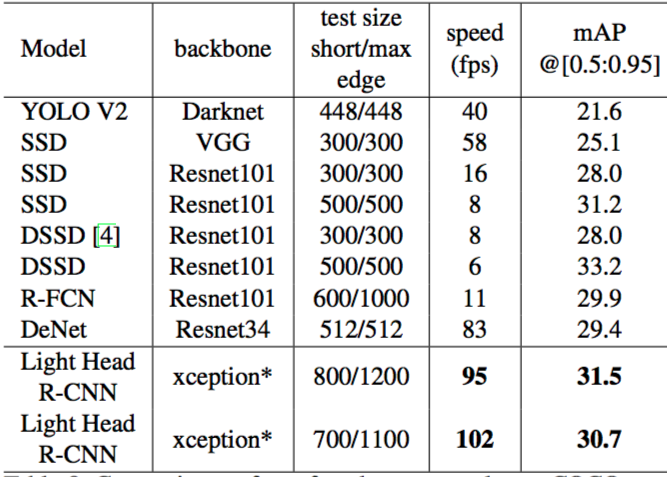 Model backbone test size short/max edge speed (fps) mAP @[0.5:0.95]
YOLO V2 Darknet 448/448 40 21.6
SSD VGG 300/300 58 25.1
SSD Resnet101 300/300 16 28.0
SSD Resnet101 500/500 8 31.2
DSSD [4] Resnet101 300/300 8 28.0
DSSD Resnet101 500/500 6 33.2
R-FCN Resnet101 600/1000 11 29.9
DeNet Resnet34 512/512 83 29.4
Light Head R-CNN xception* 800/1200 95 31.5
Light Head R-CNN xception* 700/1100 102 30.7